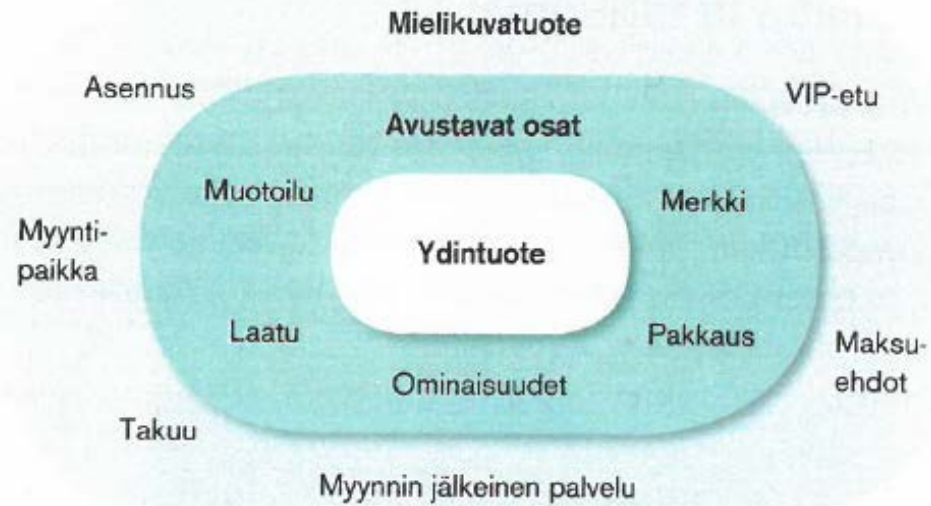 Mielikuvatuote
Asennus
VIP-etu
Avustavat osat
Muotoilu
Merkki
Myynti-
paikka
Ydintuote
Laatu
Pakkaus
Maksu-
ehdot
Ominaisuudet
Takuu
Myynnin jälkeinen palvelu